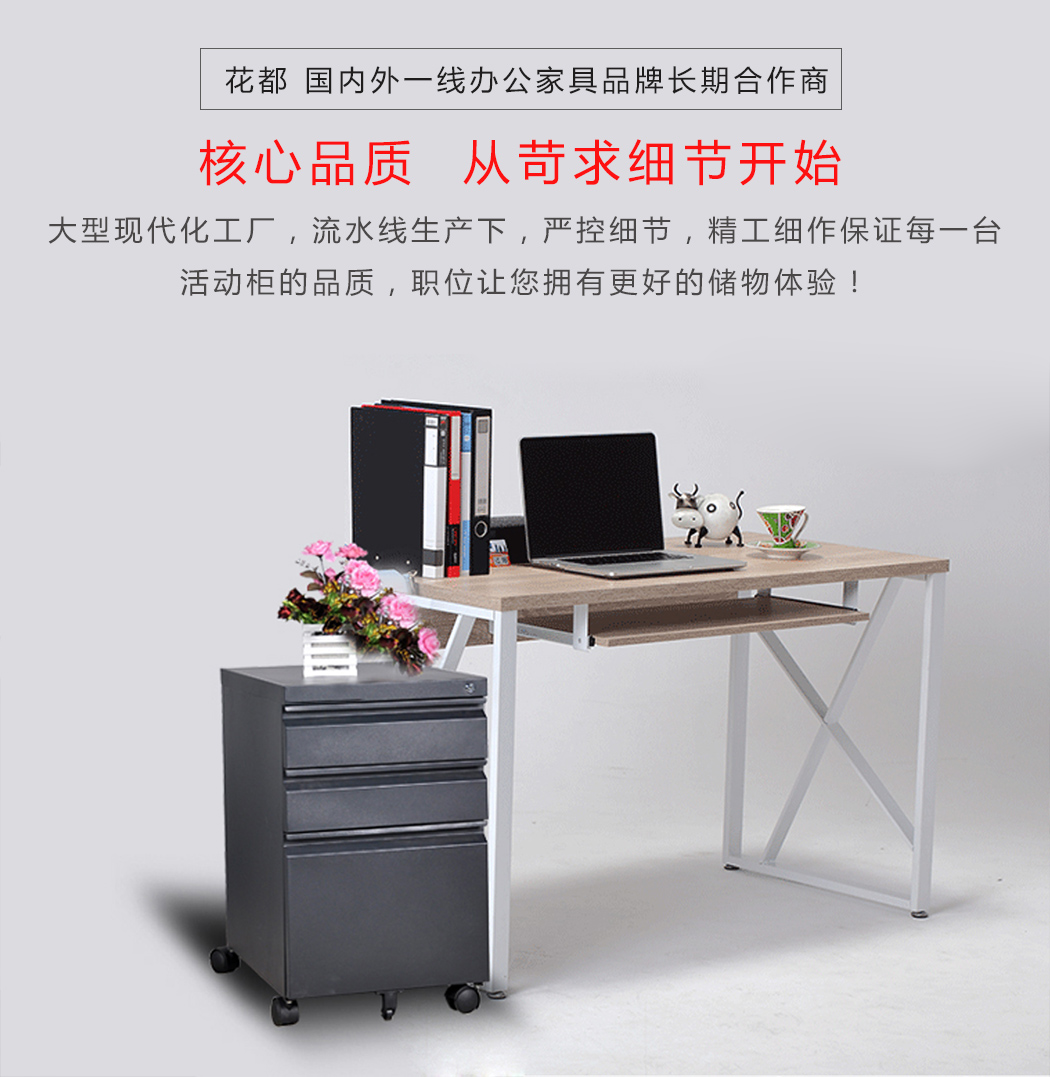 花都 国内外一线办公家具品牌长期合作商
核心品质 从苛求细节开始
大型现代化工厂，流水线生产下，严控细节，精工细作保证每一台
活动柜的品质，职位让您拥有更好的储物体验！